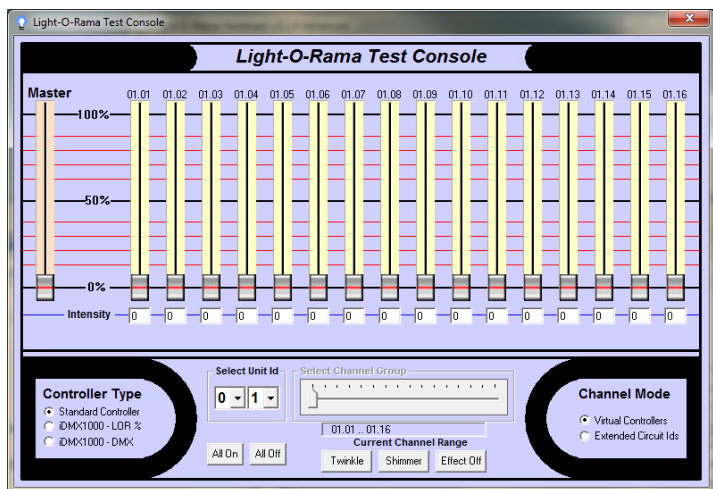 Light-O-Rama Test Console
Light-O-Rama Test Console
Master 01.01 01.02 01.03 01.04 01.05 01.06 01.07 01.08 01.09 01.10 01.11 01.12 01.13 01.14 01.15 01.16
100%
50%
0%
Intensity 0 0 0 0 0 0 0 0 0 0 0 0 0 0 0 0
Controller Type
Standard Controller
iDMX1000 - LOR %
iDMX1000 - DMX
Select Unit Id
0 1
All On All Off
Select Channel Group
01.01 .. 01.16
Current Channel Range
Twinkle Shimmer Effect Off
Channel Mode
Virtual Controllers
Extended Circuit Ids